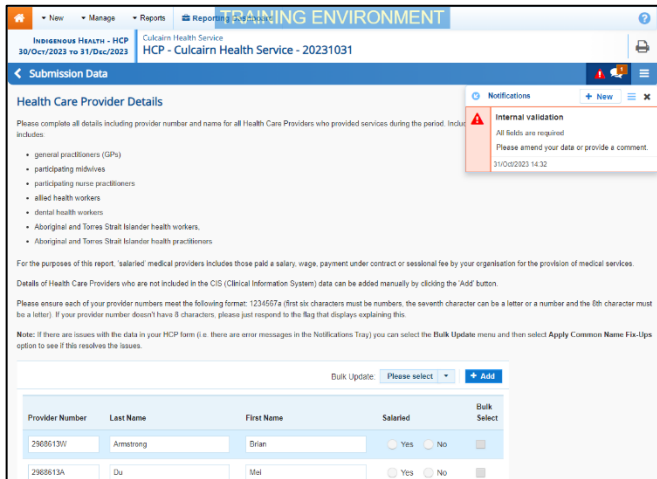 New Manage Reports Reporting TRAINING ENVIRONMENT
INDIGENOUS HEALTH - HCP
30/OCT/2023 TO 31/DEC/2023
Culcairn Health Service
HCP - Culcairn Health Service - 20231031
Submission Data
Notifications + New
Internal validation
All fields are required
Please amend your data or provide a comment.
31/Oct/2023 14:32
Health Care Provider Details
Please complete all details including provider number and name for all Health Care Providers who provided services during the period.
includes:
• general practitioners (GPs)
• participating midwives
• participating nurse practitioners
• allied health workers
• dental health workers
• Aboriginal and Torres Strait Islander health workers,
• Aboriginal and Torres Strait Islander health practitioners
For the purposes of this report, 'salaried' medical providers includes those paid a salary, wage, payment under contract or sessional fee by your organisation for the provision of medical services.
Details of Health Care Providers who are not included in the CIS (Clinical Information System) data can be added manually by clicking the 'Add' button.
Please ensure each of your provider numbers meet the following format: 1234567a (first six characters must be numbers, the seventh character can be a letter or a number and the 8th character must
be a letter). If your provider number doesn't have 8 characters, please just respond to the flag that displays explaining this.
Note: If there are issues with the data in your HCP form (i.e. there are error messages in the Notifications Tray) you can select the Bulk Update menu and then select Apply Common Name Fix-Ups
option to see if this resolves the issues.
Bulk Update: Please select + Add
Provider Number Last Name First Name Salaried Bulk Select
2988613W Armstrong Brian Yes No
2988613A Du Mei Yes No